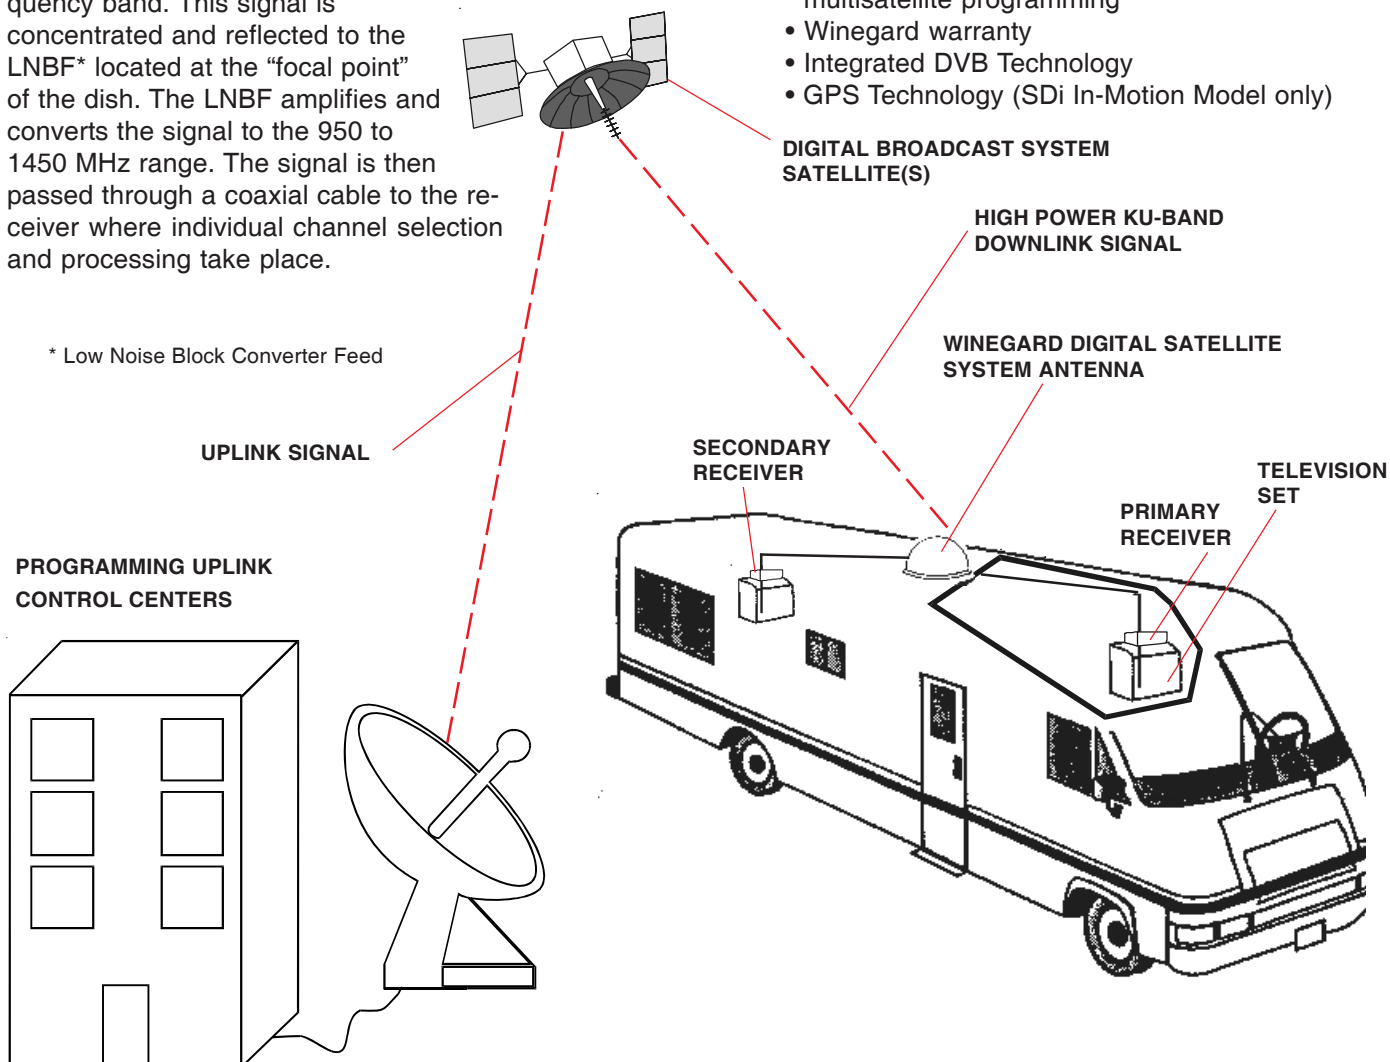 quency band. This signal is
concentrated and reflected to the
LNBF* located at the “focal point”
of the dish. The LNBF amplifies and
converts the signal to the 950 to
1450 MHz range. The signal is then
passed through a coaxial cable to the re-
ceiver where individual channel selection
and processing take place.
* Low Noise Block Converter Feed
multisatellite programming
• Winegard warranty
• Integrated DVB Technology
• GPS Technology (SDi In-Motion Model only)
DIGITAL BROADCAST SYSTEM
SATELLITE(S)
HIGH POWER KU-BAND
DOWNLINK SIGNAL
WINEGARD DIGITAL SATELLITE
SYSTEM ANTENNA
UPLINK SIGNAL
SECONDARY
RECEIVER
TELEVISION
SET
PRIMARY
RECEIVER
PROGRAMMING UPLINK
CONTROL CENTERS